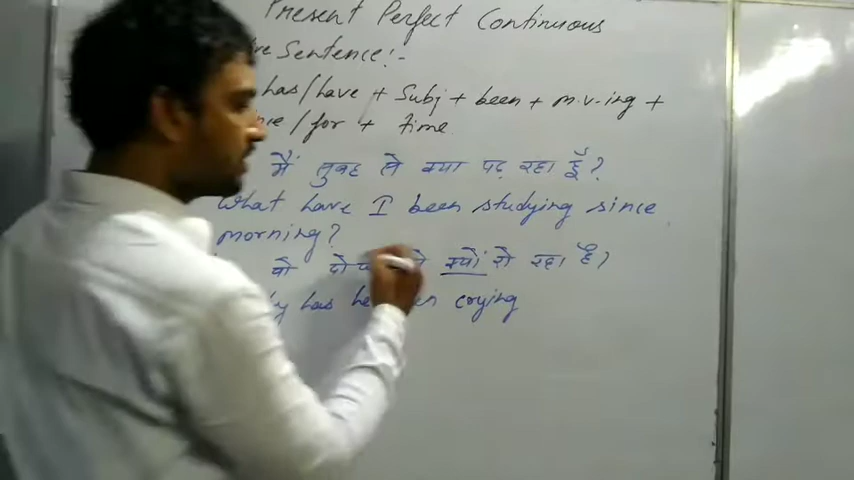 Present Perfect Continuous
Sentence:-
has/have + Subj + been + m.v-ing +
/for + time
मैं सुबह से क्या पढ़ रहा हूँ?
What have I been studying since
morning?
वो क्यों रो रहा है?
has crying